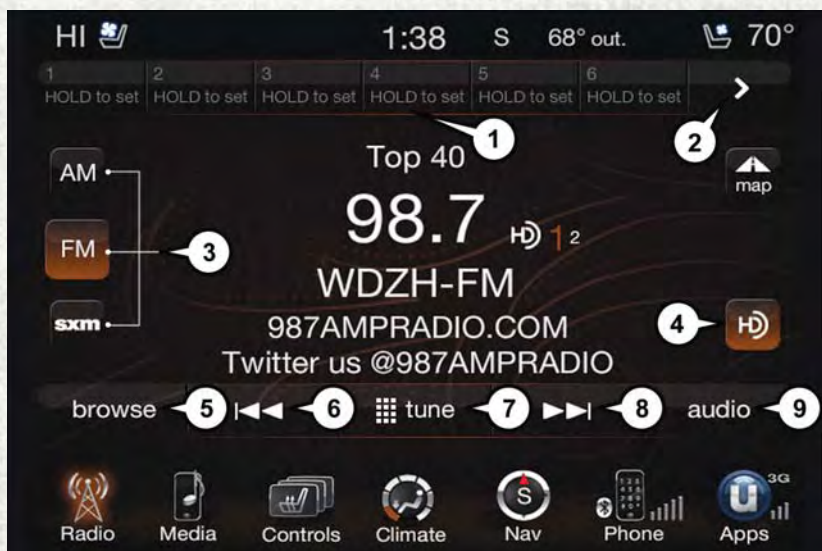 HI 1:38 S 68° out. 70°
1 2 3 4 5 6
HOLD to set HOLD to set HOLD to set HOLD to set HOLD to set HOLD to set
1 2
Top 40
AM map
98.7 HD 1 2
FM 3
WDZH-FM
sxm 987AMPRADIO.COM 4 HD
Twitter us @987AMPRADIO
browse 5 6 tune 7 8 audio 9
S U 3G
Radio Media Controls Climate Nav Phone Apps